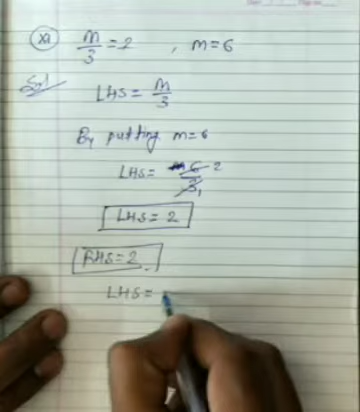 (xi) m/3 = 2 , m = 6
Sol
LHS = m/3
By putting m = 6
LHS = 6/3 2 1
LHS = 2
RHS = 2
LHS =